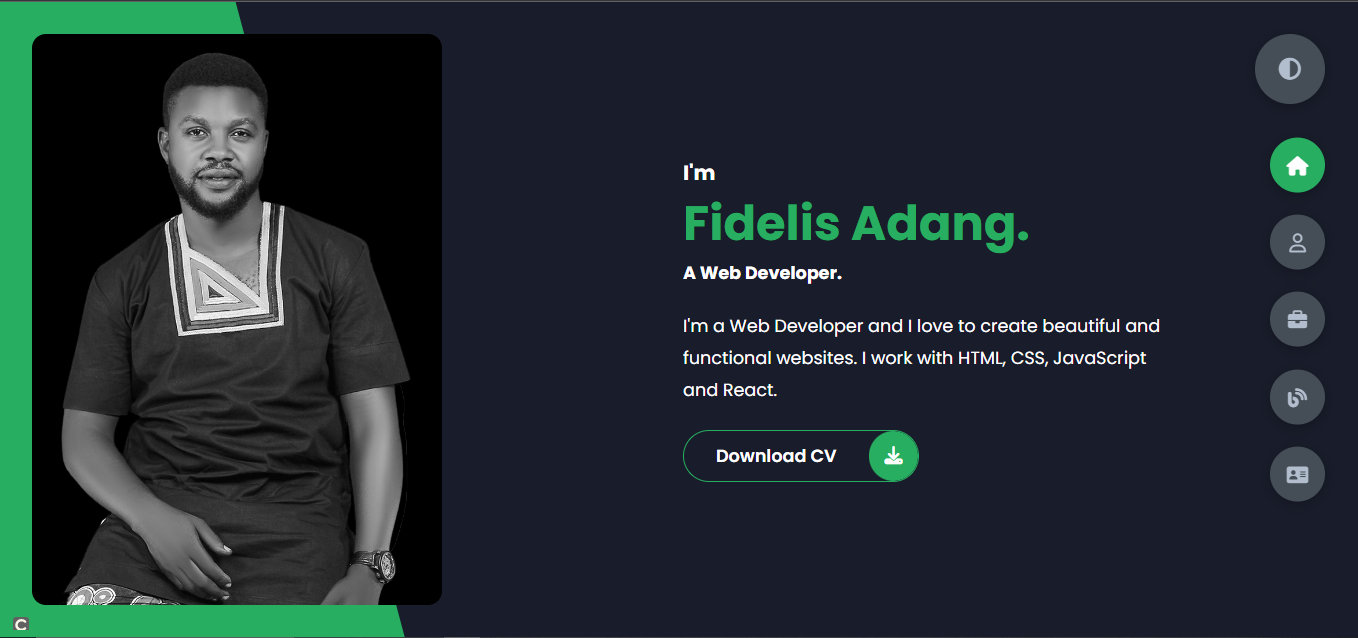 I'm
Fidelis Adang.
A Web Developer.
I'm a Web Developer and I love to create beautiful and
functional websites. I work with HTML, CSS, JavaScript
and React.
Download CV
C